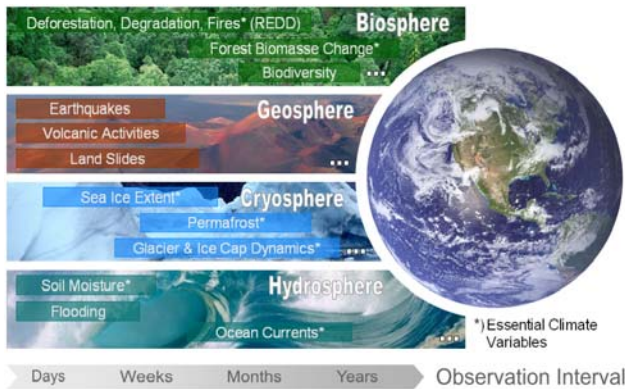 Biosphere
Deforestation, Degradation, Fires* (REDD)
Forest Biomasse Change*
Biodiversity ...
Geosphere
Earthquakes
Volcanic Activities
Land Slides ...
Cryosphere
Sea Ice Extent*
Permafrost*
Glacier & Ice Cap Dynamics* ...
Hydrosphere
Soil Moisture*
Flooding
Ocean Currents* ...
*) Essential Climate
Variables
Days Weeks Months Years Observation Interval